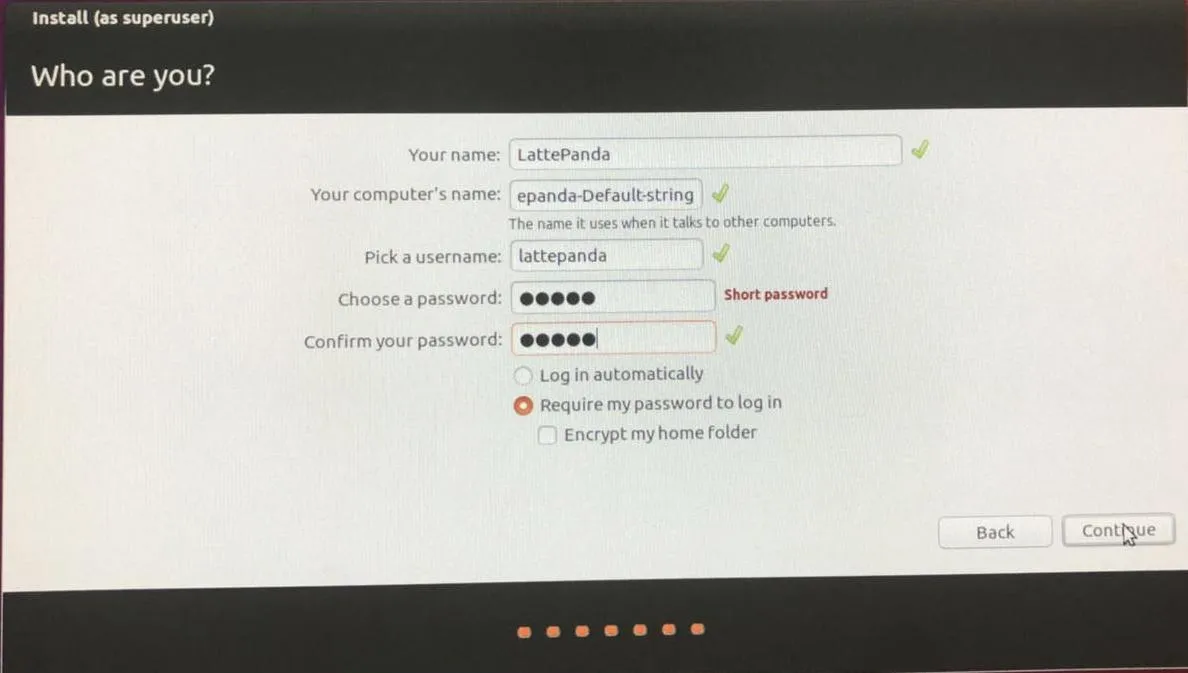 Install (as superuser)
Who are you?
Your name: LattePanda
Your computer's name: epanda-Default-string
The name it uses when it talks to other computers.
Pick a username: lattepanda
Choose a password: ●●●●● Short password
Confirm your password: ●●●●●
Log in automatically
Require my password to log in
Encrypt my home folder
Back Continue